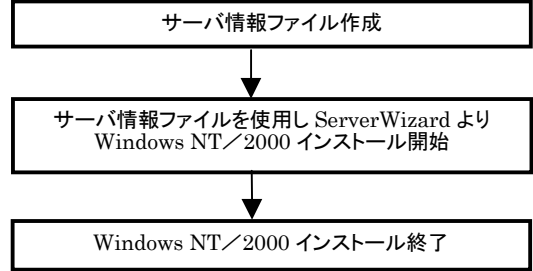 サーバ情報ファイル作成
サーバ情報ファイルを使用し ServerWizard より
Windows NT／2000 インストール開始
Windows NT／2000 インストール終了